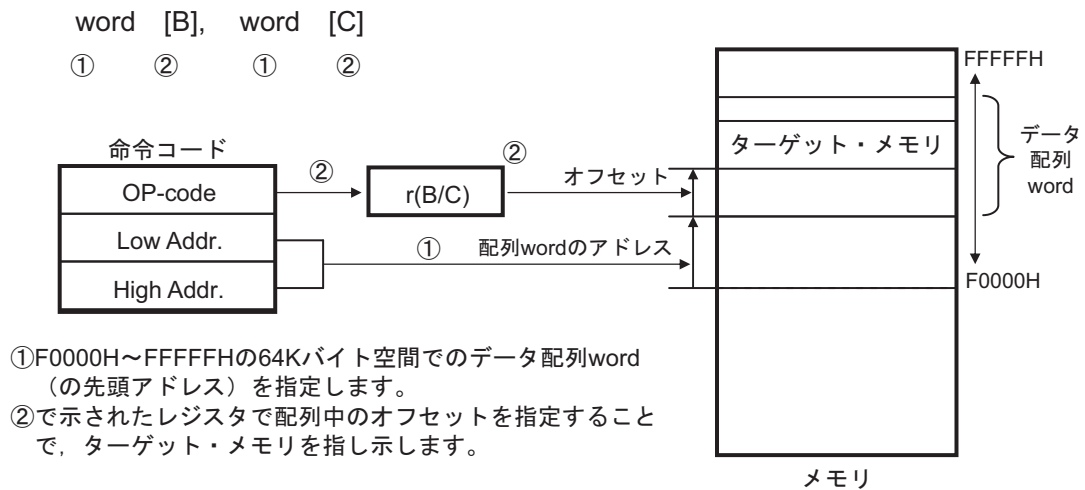 word [B], word [C]
① ② ① ②
命令コード
OP-code
Low Addr.
High Addr.
②
r(B/C)
②
オフセット
① 配列wordのアドレス
ターゲット・メモリ
FFFFFH
データ
配列
word
F0000H
メモリ
①F0000H～FFFFFHの64Kバイト空間でのデータ配列word
（の先頭アドレス）を指定します。
②で示されたレジスタで配列中のオフセットを指定すること
で，ターゲット・メモリを指し示します。